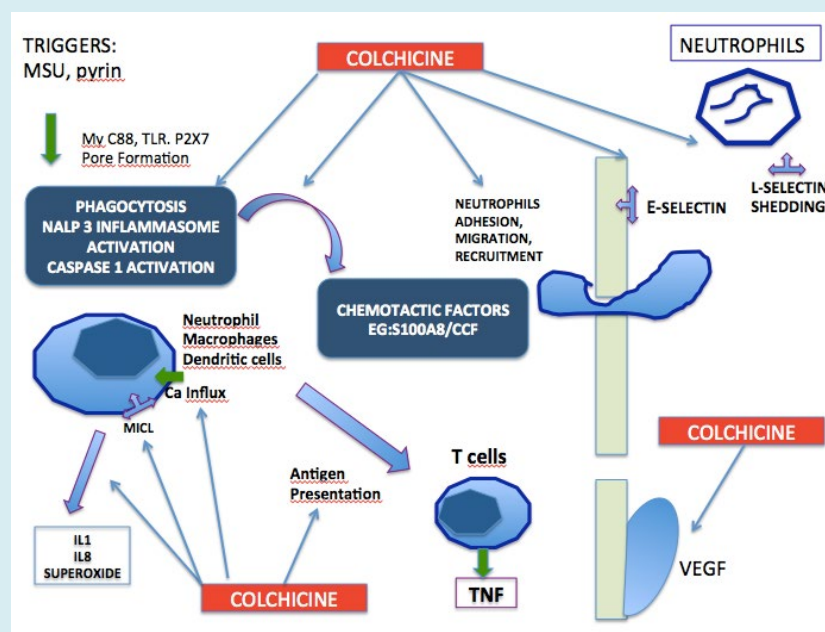 TRIGGERS:
MSU, pyrin
COLCHICINE
NEUTROPHILS
My C88, TLR. P2X7
Pore Formation
PHAGOCYTOSIS
NALP 3 INFLAMMASOME
ACTIVATION
CASPASE 1 ACTIVATION
NEUTROPHILS
ADHESION,
MIGRATION,
RECRUITMENT
E-SELECTIN
L-SELECTIN
SHEDDING
CHEMOTACTIC FACTORS
EG:S100A8/CCF
Neutrophil
Macrophages
Dendritic cells
Ca Influx
MICL
COLCHICINE
T cells
Antigen
Presentation
IL1
IL8
SUPEROXIDE
COLCHICINE
TNF
VEGF